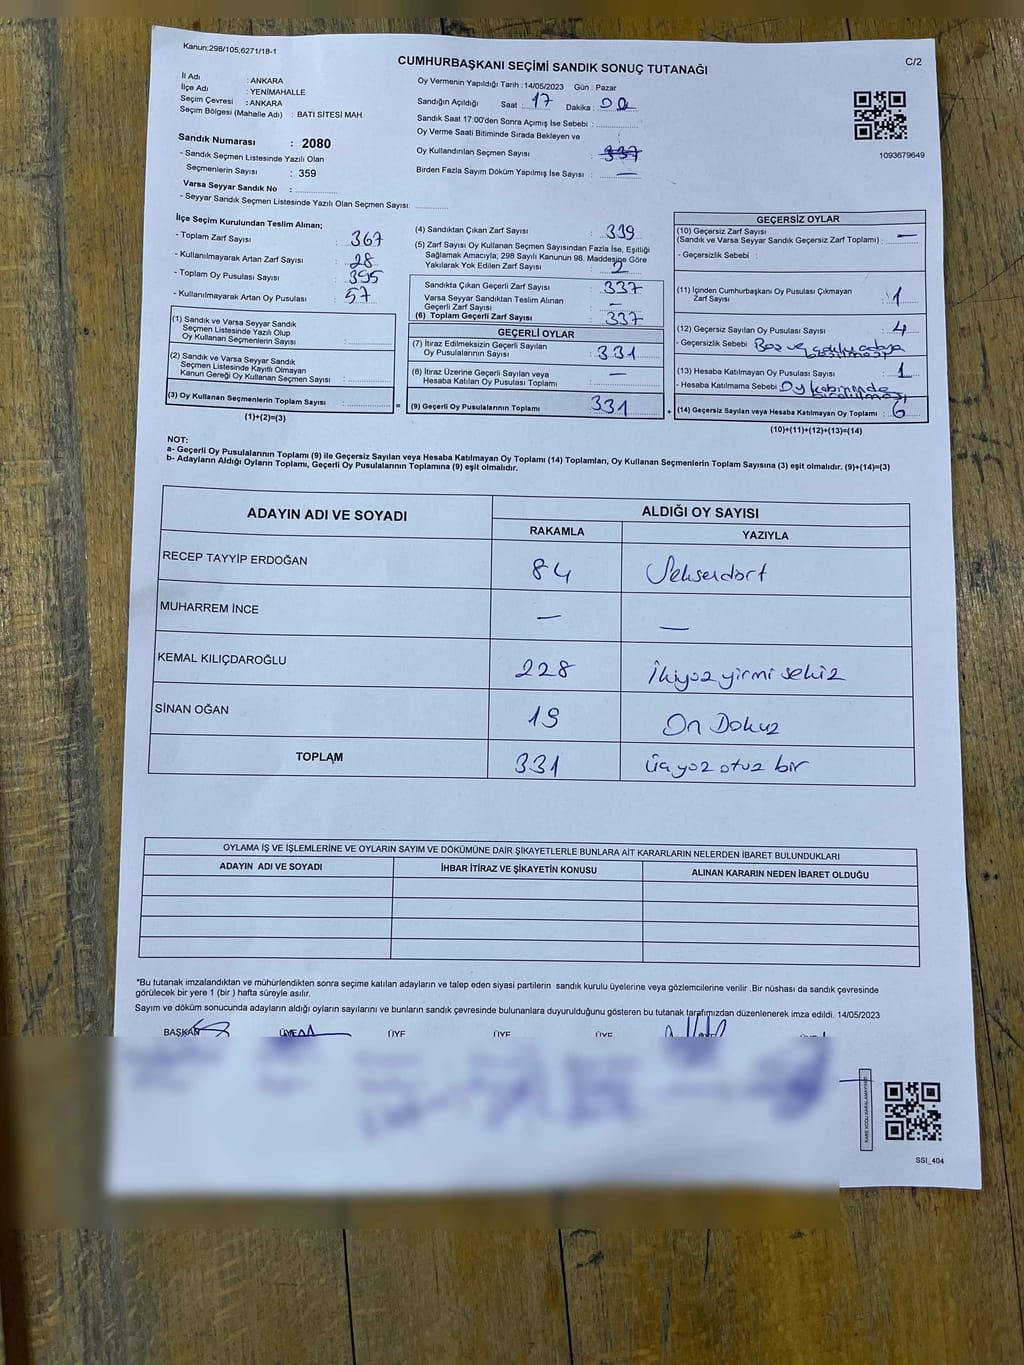 Kanun;298/105;6271/18-1
CUMHURBAŞKANI SEÇİMİ SANDIK SONUÇ TUTANAĞI
C/2
İl Adı : ANKARA
İlçe Adı : YENİMAHALLE
Seçim Çevresi : ANKARA
Seçim Bölgesi (Mahalle Adı) : BATI SİTESİ MAH.
Sandık Numarası : 2080
- Sandık Seçmen Listesinde Yazılı Olan
Seçmenlerin Sayısı : 359
Varsa Seyyar Sandık No :
- Seyyar Sandık Seçmen Listesinde Yazılı Olan Seçmen Sayısı:
Oy Vermenin Yapıldığı Tarih : 14/05/2023 Gün : Pazar
Sandığın Açıldığı Saat : 17 Dakika : 00
Sandık Saat 17:00'den Sonra Açımış İse Sebebi :
Oy Verme Saati Bitiminde Sırada Bekleyen ve :
Oy Kullandırılan Seçmen Sayısı : 337
Birden Fazla Sayım Döküm Yapılmış İse Sayısı : —
1093679649
İlçe Seçim Kurulundan Teslim Alınan;
- Toplam Zarf Sayısı : 367
- Kullanılmayarak Artan Zarf Sayısı : 28
- Toplam Oy Pusulası Sayısı : 395
- Kullanılmayarak Artan Oy Pusulası : 57
(1) Sandık ve Varsa Seyyar Sandık
Seçmen Listesinde Yazılı Olup
Oy Kullanan Seçmenlerin Sayısı :
(2) Sandık ve Varsa Seyyar Sandık
Seçmen Listesinde Kayıtlı Olmayan
Kanun Gereği Oy Kullanan Seçmen Sayısı :
(3) Oy Kullanan Seçmenlerin Toplam Sayısı :
(1)+(2)=(3)
=
(4) Sandıktan Çıkan Zarf Sayısı : 339
(5) Zarf Sayısı Oy Kullanan Seçmen Sayısından Fazla İse, Eşitliği
Sağlamak Amacıyla; 298 Sayılı Kanunun 98. Maddesine Göre
Yakılarak Yok Edilen Zarf Sayısı : 2
Sandıkta Çıkan Geçerli Zarf Sayısı : 337
Varsa Seyyar Sandıktan Teslim Alınan
Geçerli Zarf Sayısı : —
(6) Toplam Geçerli Zarf Sayısı : 337
GEÇERLİ OYLAR
(7) İtiraz Edilmeksizin Geçerli Sayılan
Oy Pusulalarının Sayısı : 331
(8) İtiraz Üzerine Geçerli Sayılan veya
Hesaba Katılan Oy Pusulası Toplamı : —
(9) Geçerli Oy Pusulalarının Toplamı : 331
+
GEÇERSİZ OYLAR
(10) Geçersiz Zarf Sayısı
(Sandık ve Varsa Seyyar Sandık Geçersiz Zarf Toplamı) : —
- Geçersizlik Sebebi :
(11) İçinden Cumhurbaşkanı Oy Pusulası Çıkmayan
Zarf Sayısı : 1
(12) Geçersiz Sayılan Oy Pusulası Sayısı : 4
- Geçersizlik Sebebi Boş ve çoklu adaya
(13) Hesaba Katılmayan Oy Pusulası Sayısı : 1
- Hesaba Katılmama Sebebi : Oy kabininde
(14) Geçersiz Sayılan veya Hesaba Katılmayan Oy Toplamı : 6
(10)+(11)+(12)+(13)=(14)
NOT:
a- Geçerli Oy Pusulalarının Toplamı (9) ile Geçersiz Sayılan veya Hesaba Katılmayan Oy Toplamı (14) Toplamları, Oy Kullanan Seçmenlerin Toplam Sayısına (3) eşit olmalıdır. (9)+(14)=(3)
b- Adayların Aldığı Oyların Toplamı, Geçerli Oy Pusulalarının Toplamına (9) eşit olmalıdır.
ADAYIN ADI VE SOYADI
ALDIĞI OY SAYISI
RAKAMLA YAZIYLA
RECEP TAYYİP ERDOĞAN 84 Seksendört
MUHARREM İNCE — —
KEMAL KILIÇDAROĞLU 228 İkiyüz yirmi sekiz
SİNAN OĞAN 19 On Dokuz
TOPLAM 331 üçyüz otuz bir
OYLAMA İŞ VE İŞLEMLERİNE VE OYLARIN SAYIM VE DÖKÜMÜNE DAİR ŞİKAYETLERLE BUNLARA AİT KARARLARIN NELERDEN İBARET BULUNDUKLARI
ADAYIN ADI VE SOYADI İHBAR İTİRAZ VE ŞİKAYETİN KONUSU ALINAN KARARIN NEDEN İBARET OLDUĞU
*Bu tutanak imzalandıktan ve mühürlendikten sonra seçime katılan adayların ve talep eden siyasi partilerin sandık kurulu üyelerine veya gözlemcilerine verilir .Bir nüshası da sandık çevresinde
görülecek bir yere 1 (bir ) hafta süreyle asılır.
Sayım ve döküm sonucunda adayların aldığı oyların sayılarını ve bunların sandık çevresinde bulunanlara duyurulduğunu gösteren bu tutanak tarafımızdan düzenlenerek imza edildi. 14/05/2023
BAŞKAN ÜYE ÜYE ÜYE ÜYE
KARE KODU KARALAMAYINIZ!
SSI_404